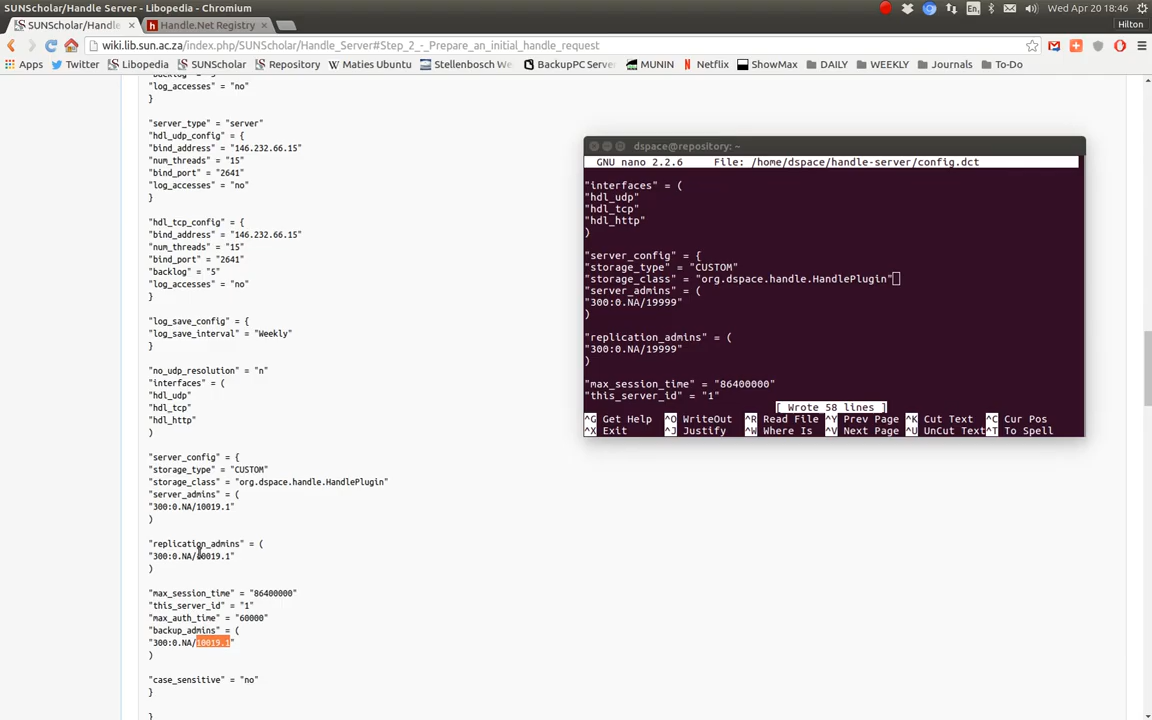 SUNScholar/Handle Server - Libopedia - Chromium
En
Wed Apr 20 18:46
SUNScholar/Handle
Handle.Net Registry
Hilton
wiki.lib.sun.ac.za/index.php/SUNScholar/Handle_Server#Step_2_-_Prepare_an_initial_handle_request
Apps
Twitter
Libopedia
SUNScholar
Repository
Maties Ubuntu
Stellenbosch We
BackupPC Server
MUNIN
Netflix
ShowMax
DAILY
WEEKLY
Journals
To-Do
"backlog" = "5"
"log_accesses" = "no"
}
"server_type" = "server"
"hdl_udp_config" = {
"bind_address" = "146.232.66.15"
"num_threads" = "15"
"bind_port" = "2641"
"log_accesses" = "no"
}
"hdl_tcp_config" = {
"bind_address" = "146.232.66.15"
"num_threads" = "15"
"bind_port" = "2641"
"backlog" = "5"
"log_accesses" = "no"
}
"log_save_config" = {
"log_save_interval" = "Weekly"
}
"no_udp_resolution" = "n"
"interfaces" = (
"hdl_udp"
"hdl_tcp"
"hdl_http"
)
"server_config" = {
"storage_type" = "CUSTOM"
"storage_class" = "org.dspace.handle.HandlePlugin"
"server_admins" = (
"300:0.NA/10019.1"
)
"replication_admins" = (
"300:0.NA/10019.1"
)
"max_session_time" = "86400000"
"this_server_id" = "1"
"max_auth_time" = "60000"
"backup_admins" = (
"300:0.NA/10019.1"
)
"case_sensitive" = "no"
}
}
dspace@repository: ~
GNU nano 2.2.6 File: /home/dspace/handle-server/config.dct
"interfaces" = (
"hdl_udp"
"hdl_tcp"
"hdl_http"
)
"server_config" = {
"storage_type" = "CUSTOM"
"storage_class" = "org.dspace.handle.HandlePlugin"
"server_admins" = (
"300:0.NA/19999"
)
"replication_admins" = (
"300:0.NA/19999"
)
"max_session_time" = "86400000"
"this_server_id" = "1"
[ Wrote 58 lines ]
^G Get Help ^O WriteOut ^R Read File ^Y Prev Page ^K Cut Text ^C Cur Pos
^X Exit ^J Justify ^W Where Is ^V Next Page ^U UnCut Text ^T To Spell